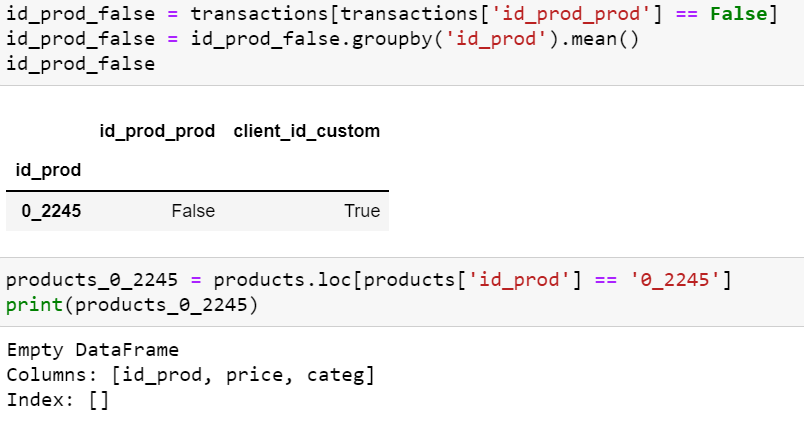 id_prod_false = transactions[transactions['id_prod_prod'] == False]
id_prod_false = id_prod_false.groupby('id_prod').mean()
id_prod_false
id_prod_prod client_id_custom
id_prod
0_2245 False True
products_0_2245 = products.loc[products['id_prod'] == '0_2245']
print(products_0_2245)
Empty DataFrame
Columns: [id_prod, price, categ]
Index: []